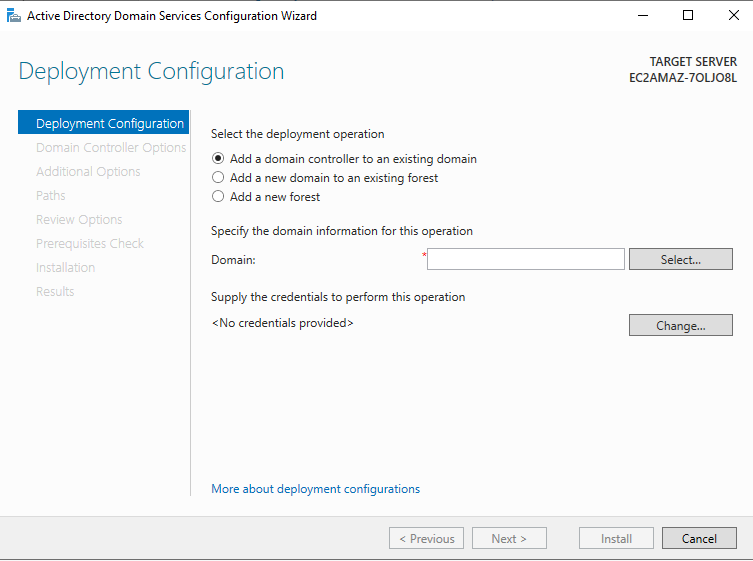 Active Directory Domain Services Configuration Wizard
Deployment Configuration
TARGET SERVER
EC2AMAZ-7OLJO8L
Deployment Configuration
Domain Controller Options
Additional Options
Paths
Review Options
Prerequisites Check
Installation
Results
Select the deployment operation
Add a domain controller to an existing domain
Add a new domain to an existing forest
Add a new forest
Specify the domain information for this operation
Domain: *
Select...
Supply the credentials to perform this operation
<No credentials provided>
Change...
More about deployment configurations
< Previous
Next >
Install
Cancel